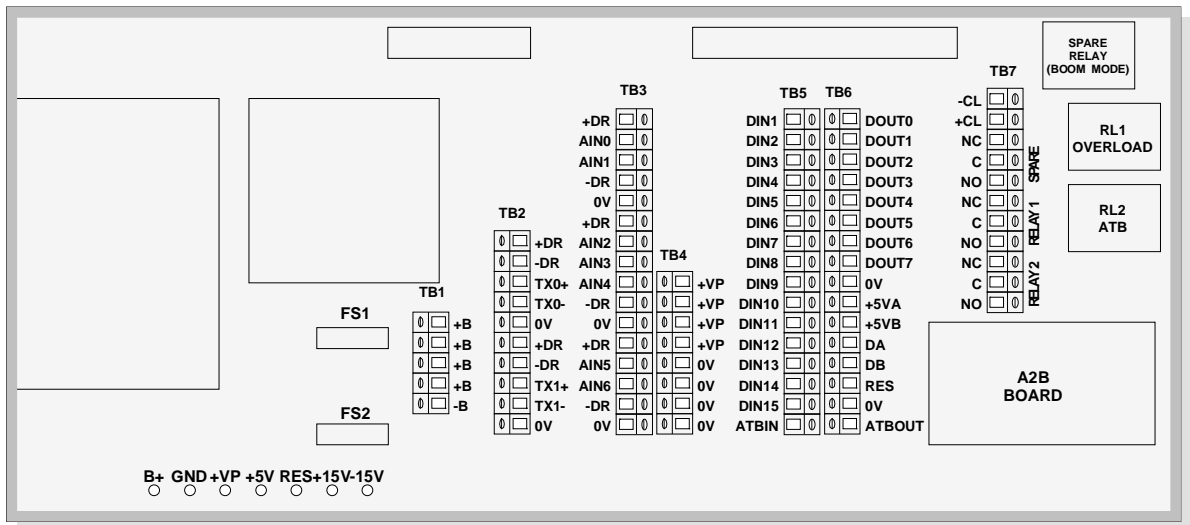 SPARE
RELAY
(BOOM MODE)
TB7
-CL
+CL
NC
C
NO
NC
C
NO
NC
C
NO
SPARE
RELAY 1
RELAY 2
RL1
OVERLOAD
RL2
ATB
A2B
BOARD
TB3
+DR
AIN0
AIN1
-DR
0V
+DR
AIN2
AIN3
AIN4
-DR
0V
+DR
AIN5
AIN6
-DR
0V
TB5
DIN1
DIN2
DIN3
DIN4
DIN5
DIN6
DIN7
DIN8
DIN9
DIN10
DIN11
DIN12
DIN13
DIN14
DIN15
ATBIN
TB6
DOUT0
DOUT1
DOUT2
DOUT3
DOUT4
DOUT5
DOUT6
DOUT7
0V
+5VA
+5VB
DA
DB
RES
0V
ATBOUT
TB2
+DR
-DR
TX0+
TX0-
0V
+DR
-DR
TX1+
TX1-
0V
TB4
+VP
+VP
+VP
+VP
0V
0V
0V
0V
TB1
+B
+B
+B
+B
-B
FS1
FS2
B+ GND +VP +5V RES +15V -15V